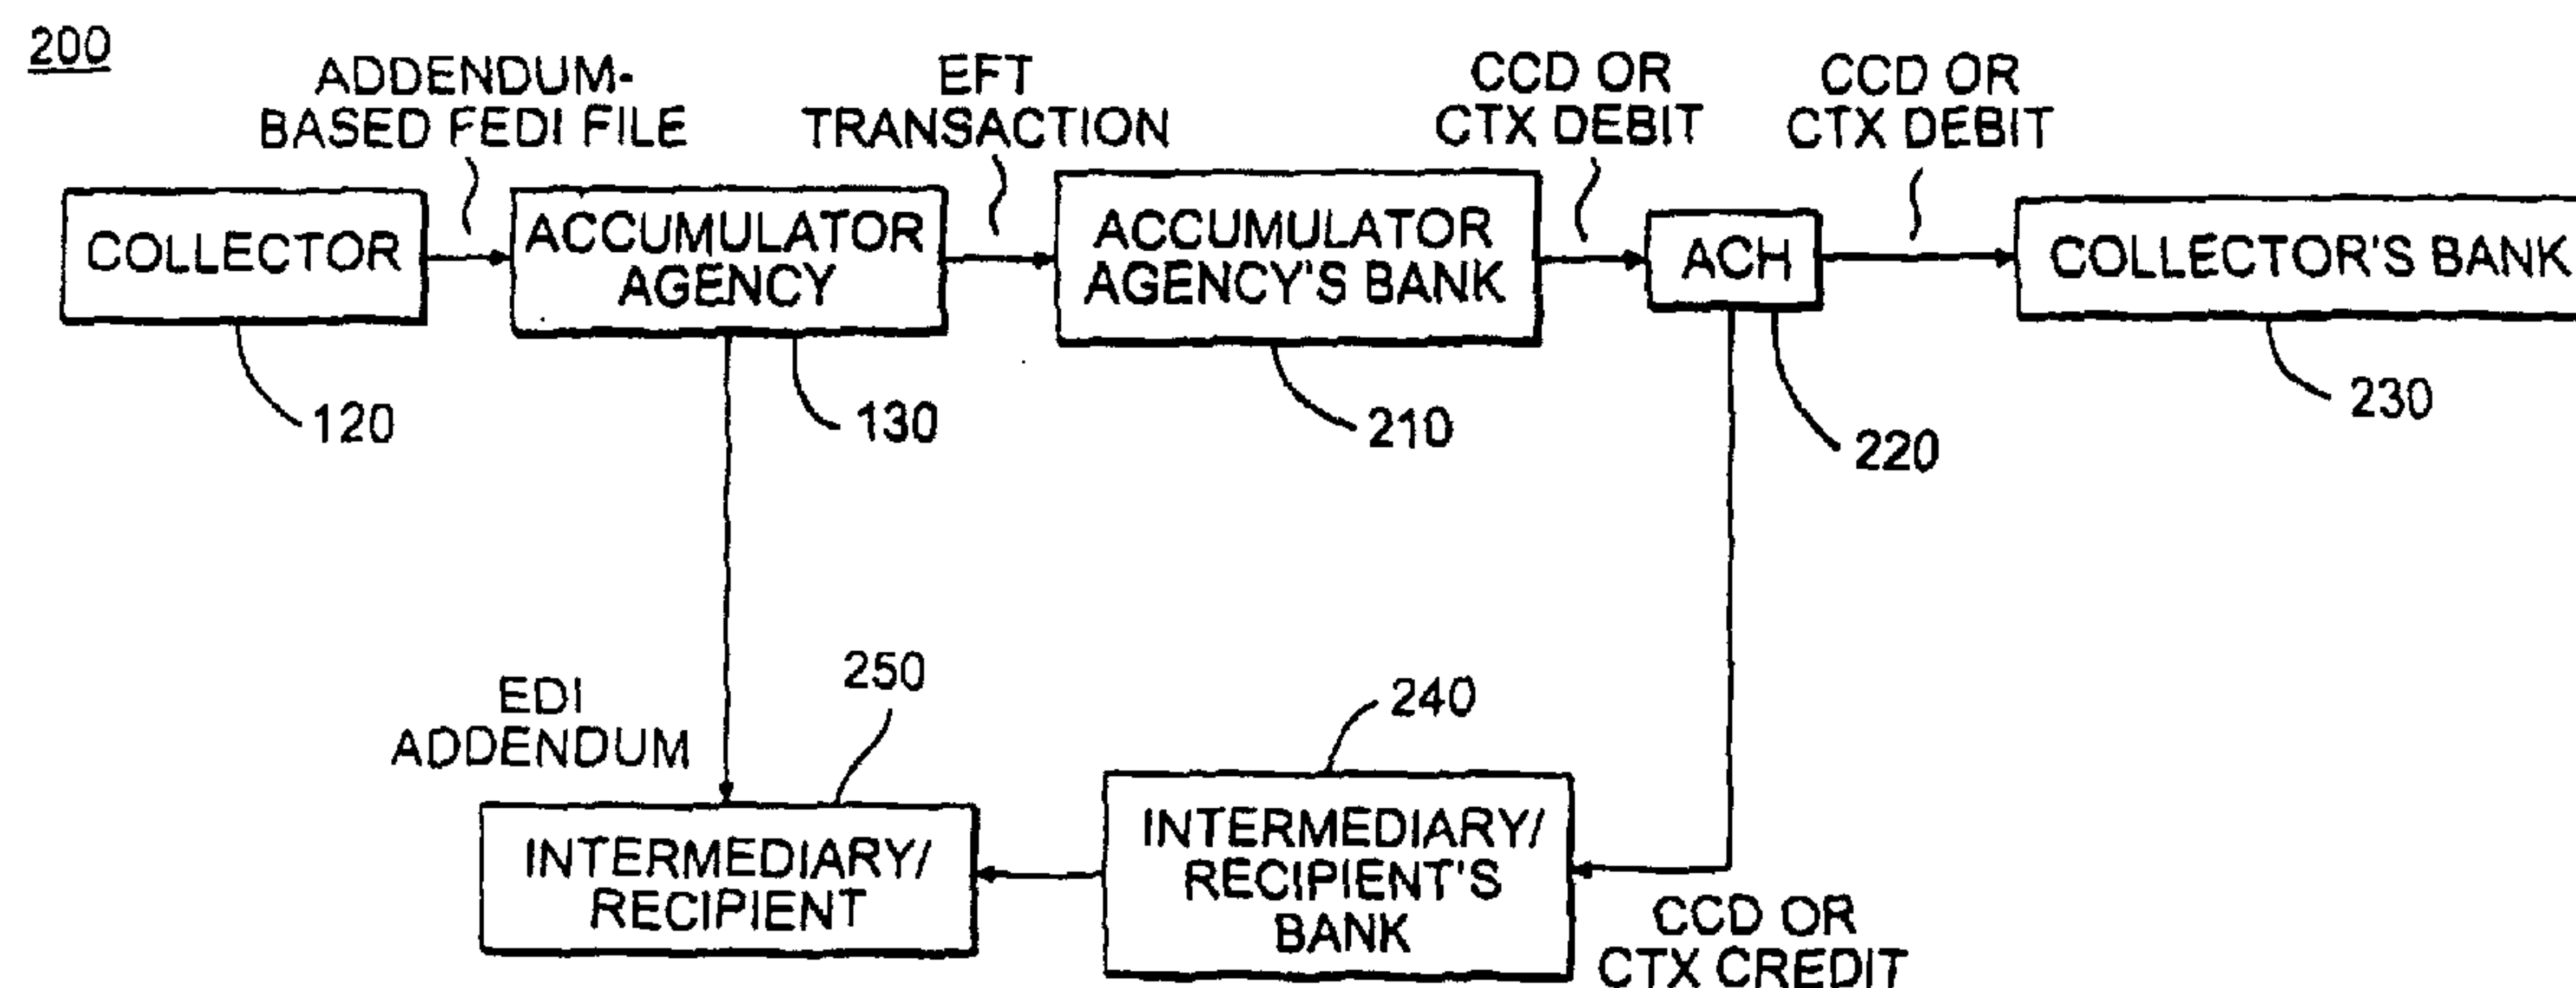 200
ADDENDUM-
BASED FEDI FILE
EFT
TRANSACTION
CCD OR
CTX DEBIT
CCD OR
CTX DEBIT
COLLECTOR
ACCUMULATOR
AGENCY
ACCUMULATOR
AGENCY'S BANK
ACH
COLLECTOR'S BANK
120
130
210
220
230
EDI
ADDENDUM
250
240
INTERMEDIARY/
RECIPIENT
INTERMEDIARY/
RECIPIENT'S
BANK
CCD OR
CTX CREDIT